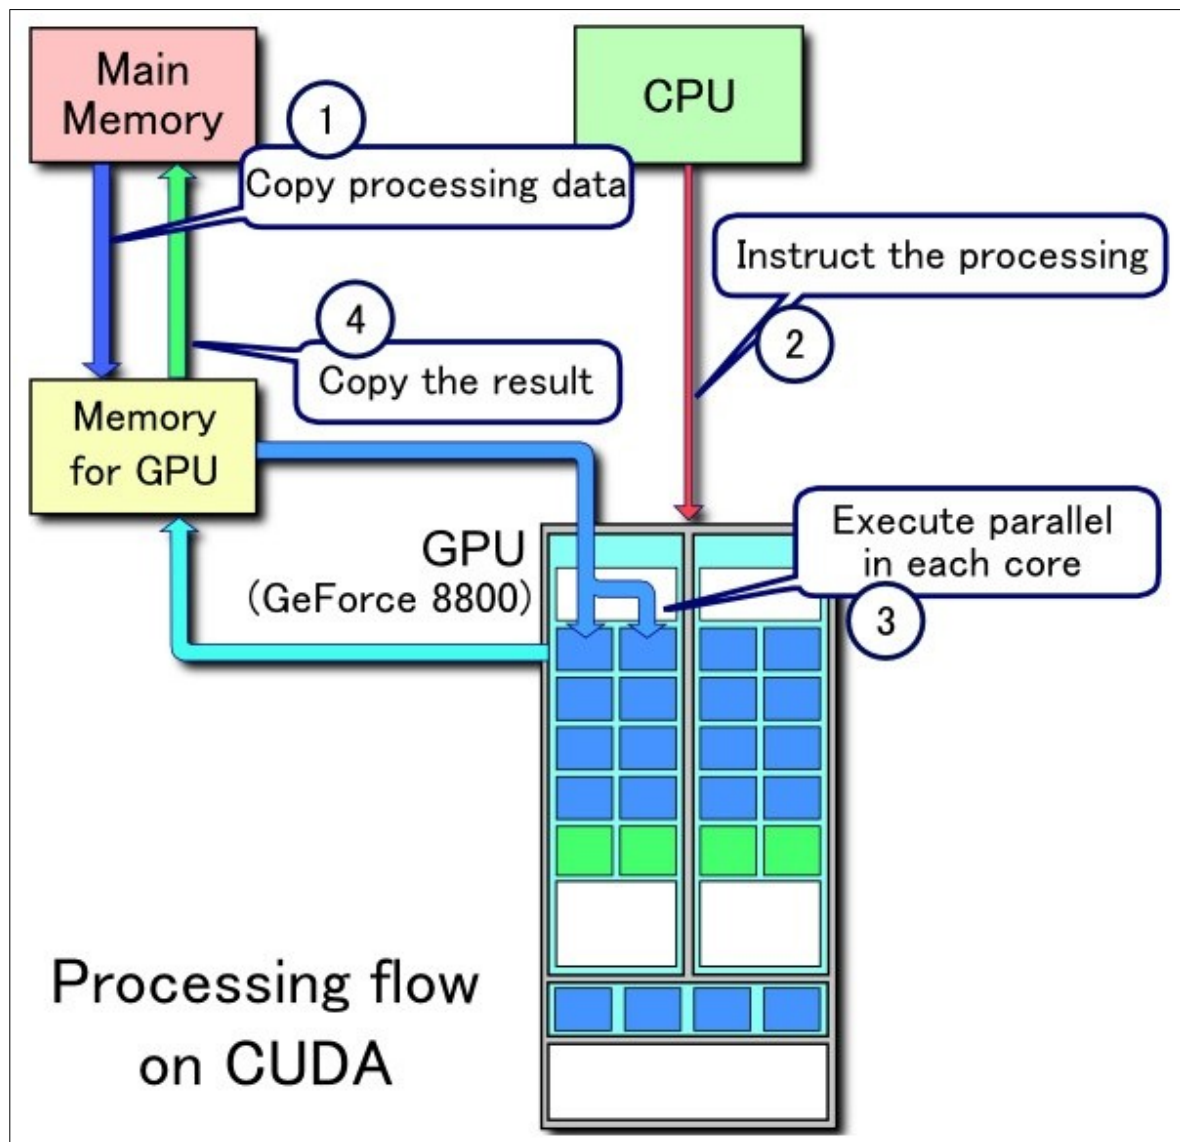 Main
Memory
CPU
1
Copy processing data
Instruct the processing
2
4
Copy the result
Memory
for GPU
GPU
(GeForce 8800)
Execute parallel
in each core
3
Processing flow
on CUDA